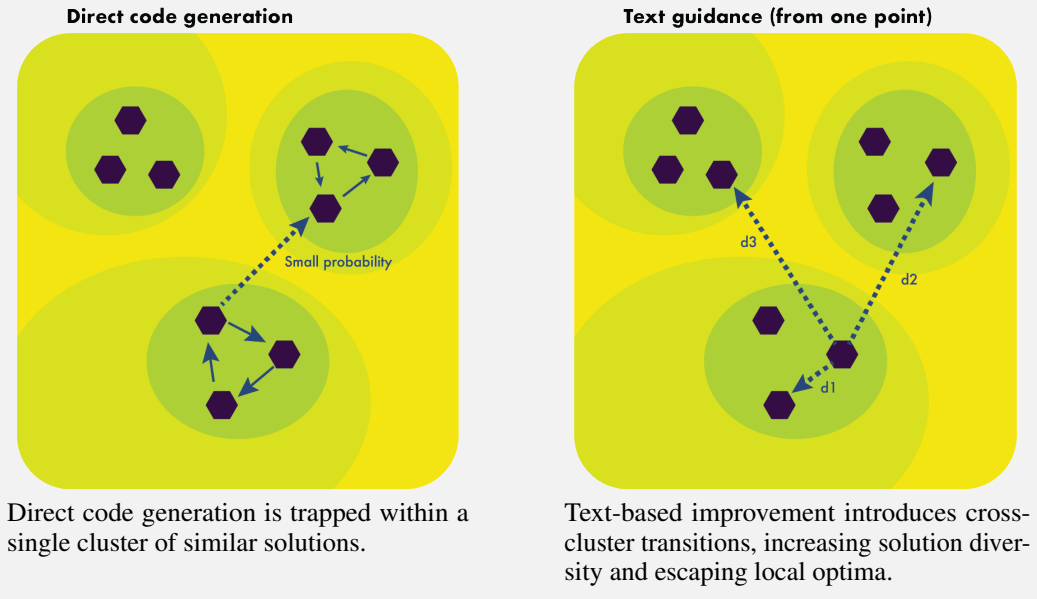 Direct code generation
Small probability
Direct code generation is trapped within a
single cluster of similar solutions.
Text guidance (from one point)
d3
d2
d1
Text-based improvement introduces cross-
cluster transitions, increasing solution diver-
sity and escaping local optima.